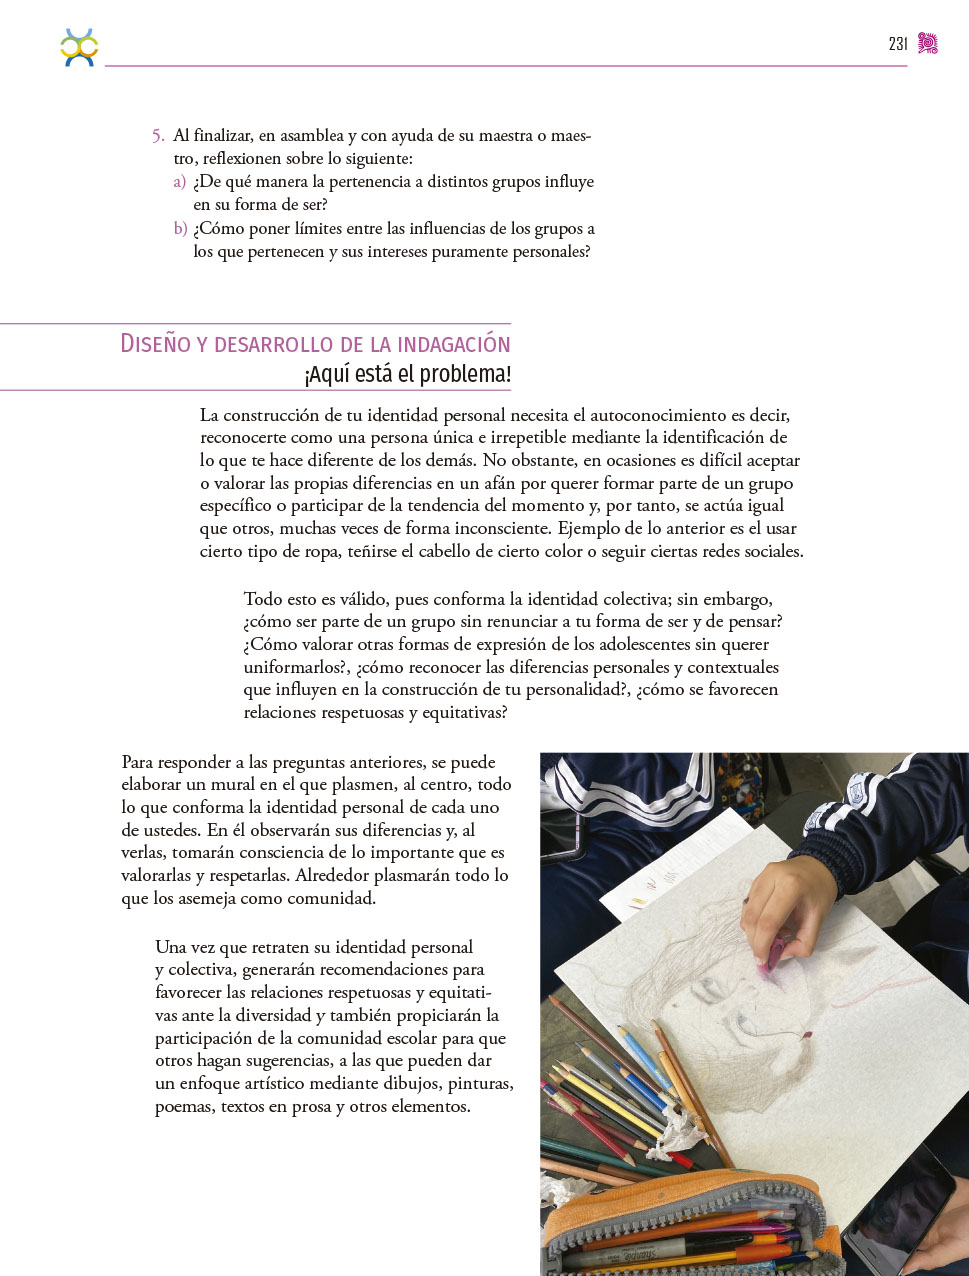 231
5. Al finalizar, en asamblea y con ayuda de su maestra o maes-
tro, reflexionen sobre lo siguiente:
a) ¿De qué manera la pertenencia a distintos grupos influye
en su forma de ser?
b) ¿Cómo poner límites entre las influencias de los grupos a
los que pertenecen y sus intereses puramente personales?
Diseño y desarrollo de la indagación
¡Aquí está el problema!
La construcción de tu identidad personal necesita el autoconocimiento es decir,
reconocerte como una persona única e irrepetible mediante la identificación de
lo que te hace diferente de los demás. No obstante, en ocasiones es difícil aceptar
o valorar las propias diferencias en un afán por querer formar parte de un grupo
específico o participar de la tendencia del momento y, por tanto, se actúa igual
que otros, muchas veces de forma inconsciente. Ejemplo de lo anterior es el usar
cierto tipo de ropa, teñirse el cabello de cierto color o seguir ciertas redes sociales.
Todo esto es válido, pues conforma la identidad colectiva; sin embargo,
¿cómo ser parte de un grupo sin renunciar a tu forma de ser y de pensar?
¿Cómo valorar otras formas de expresión de los adolescentes sin querer
uniformarlos?, ¿cómo reconocer las diferencias personales y contextuales
que influyen en la construcción de tu personalidad?, ¿cómo se favorecen
relaciones respetuosas y equitativas?
Para responder a las preguntas anteriores, se puede
elaborar un mural en el que plasmen, al centro, todo
lo que conforma la identidad personal de cada uno
de ustedes. En él observarán sus diferencias y, al
verlas, tomarán consciencia de lo importante que es
valorarlas y respetarlas. Alrededor plasmarán todo lo
que los asemeja como comunidad.
Una vez que retraten su identidad personal
y colectiva, generarán recomendaciones para
favorecer las relaciones respetuosas y equitati-
vas ante la diversidad y también propiciarán la
participación de la comunidad escolar para que
otros hagan sugerencias, a las que pueden dar
un enfoque artístico mediante dibujos, pinturas,
poemas, textos en prosa y otros elementos.
Sharpie